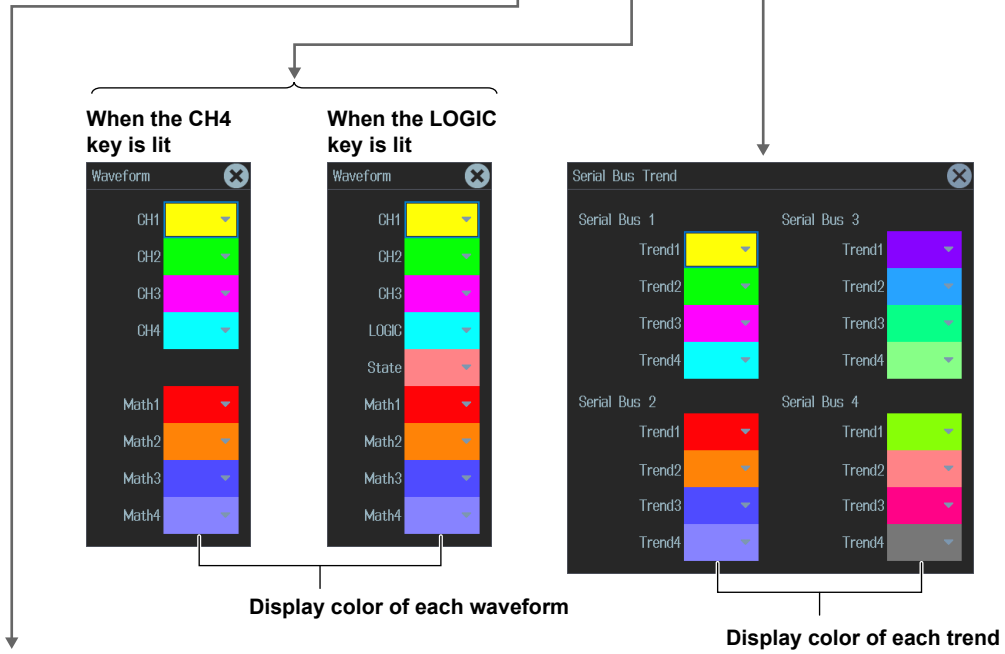 When the CH4
key is lit
Waveform
CH1
CH2
CH3
CH4
Math1
Math2
Math3
Math4
When the LOGIC
key is lit
Waveform
CH1
CH2
CH3
LOGIC
State
Math1
Math2
Math3
Math4
Display color of each waveform
Serial Bus Trend
Serial Bus 1
Trend1
Trend2
Trend3
Trend4
Serial Bus 2
Trend1
Trend2
Trend3
Trend4
Serial Bus 3
Trend1
Trend2
Trend3
Trend4
Serial Bus 4
Trend1
Trend2
Trend3
Trend4
Display color of each trend